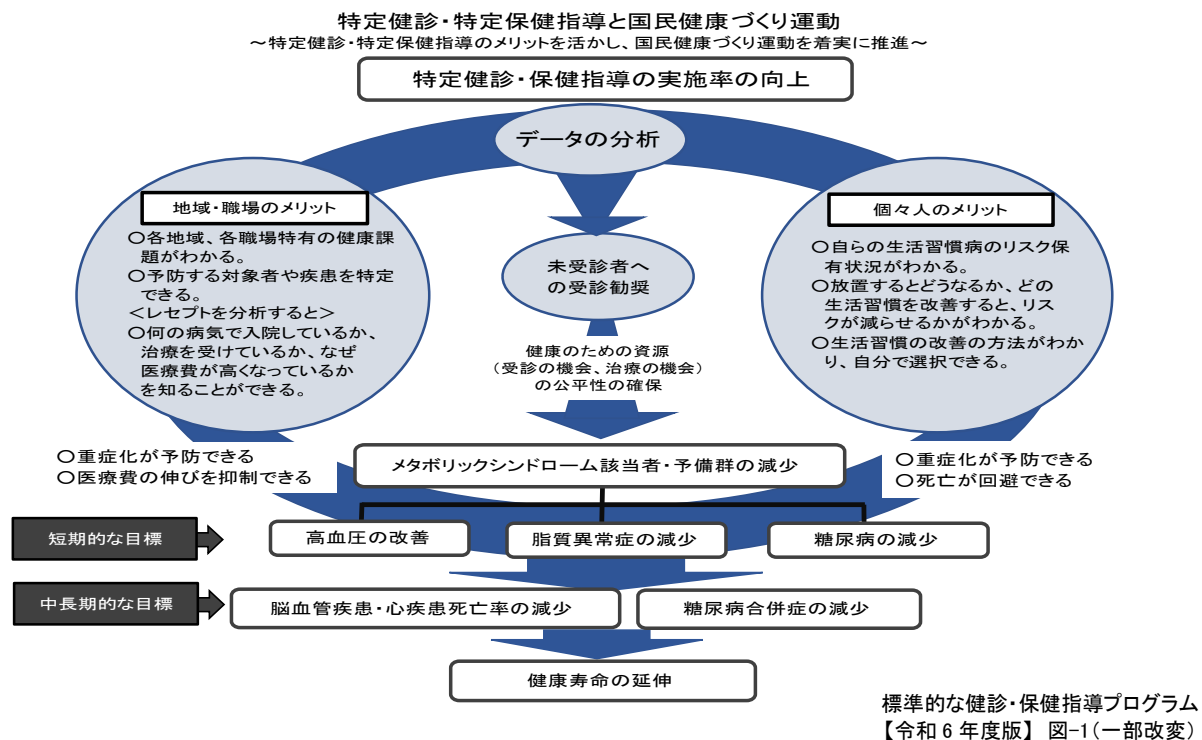 特定健診・特定保健指導と国民健康づくり運動
～特定健診・特定保健指導のメリットを活かし、国民健康づくり運動を着実に推進～
特定健診・保健指導の実施率の向上
データの分析
地域・職場のメリット
○各地域、各職場特有の健康課
題がわかる。
○予防する対象者や疾患を特定
できる。
＜レセプトを分析すると＞
○何の病気で入院しているか、
治療を受けているか、なぜ
医療費が高くなっているか
を知ることができる。
未受診者へ
の受診勧奨
健康のための資源
（受診の機会、治療の機会）
の公平性の確保
個々人のメリット
○自らの生活習慣病のリスク保
有状況がわかる。
○放置するとどうなるか、どの
生活習慣を改善すると、リス
クが減らせるかがわかる。
○生活習慣の改善の方法がわか
り、自分で選択できる。
○重症化が予防できる
○医療費の伸びを抑制できる
メタボリックシンドローム該当者・予備群の減少
○重症化が予防できる
○死亡が回避できる
短期的な目標
高血圧の改善
脂質異常症の減少
糖尿病の減少
中長期的な目標
脳血管疾患・心疾患死亡率の減少
糖尿病合併症の減少
健康寿命の延伸
標準的な健診・保健指導プログラム
【令和6年度版】 図-1（一部改変）